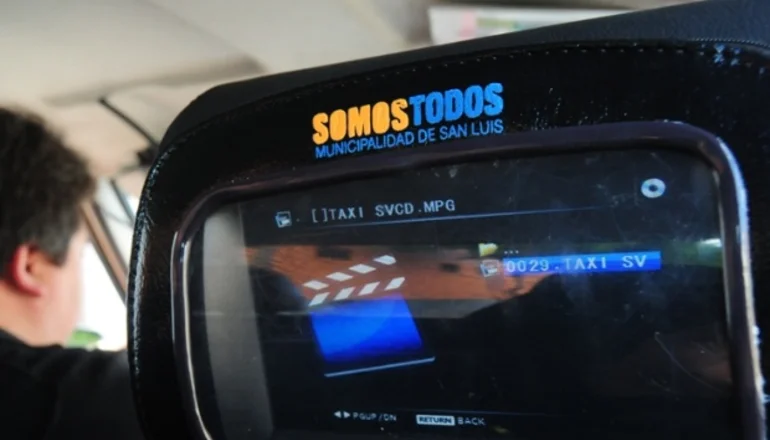 SOMOSTODOS
MUNICIPALIDAD DE SAN LUIS
[]TAXI SVCD.MPG
...
0029.TAXI SV
PGUP/DN RETURN BACK